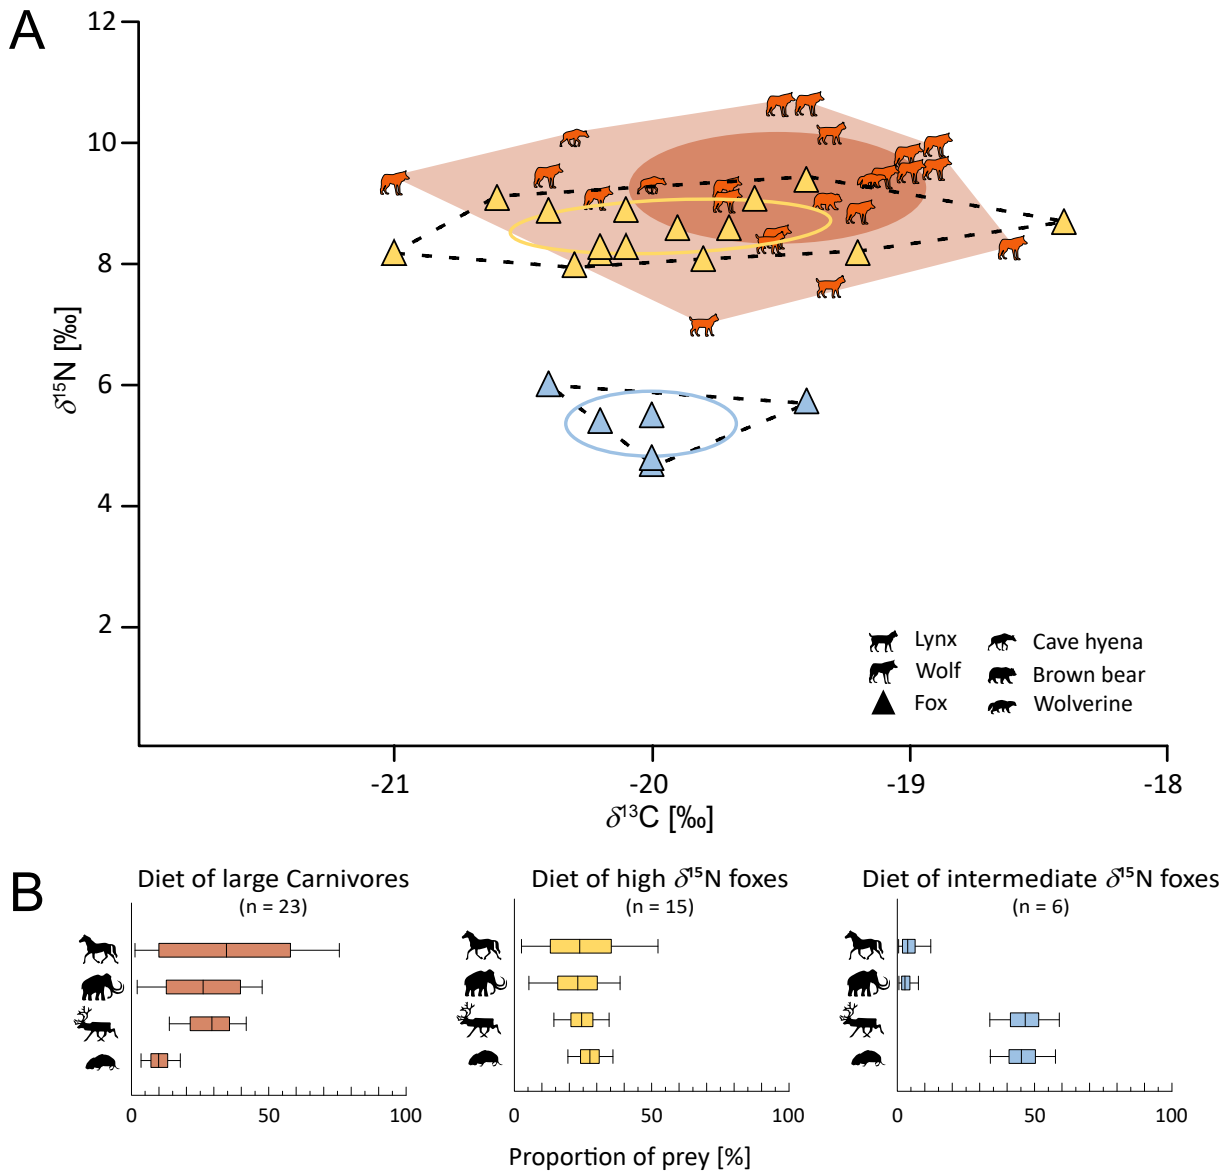 A
12
10
8
6
4
2
δ¹⁵N [‰]
Lynx
Cave hyena
Wolf
Brown bear
Fox
Wolverine
-21
-20
-19
-18
δ¹³C [‰]
B
Diet of large Carnivores
(n = 23)
0
50
100
Diet of high δ¹⁵N foxes
(n = 15)
0
50
100
Diet of intermediate δ¹⁵N foxes
(n = 6)
0
50
100
Proportion of prey [%]